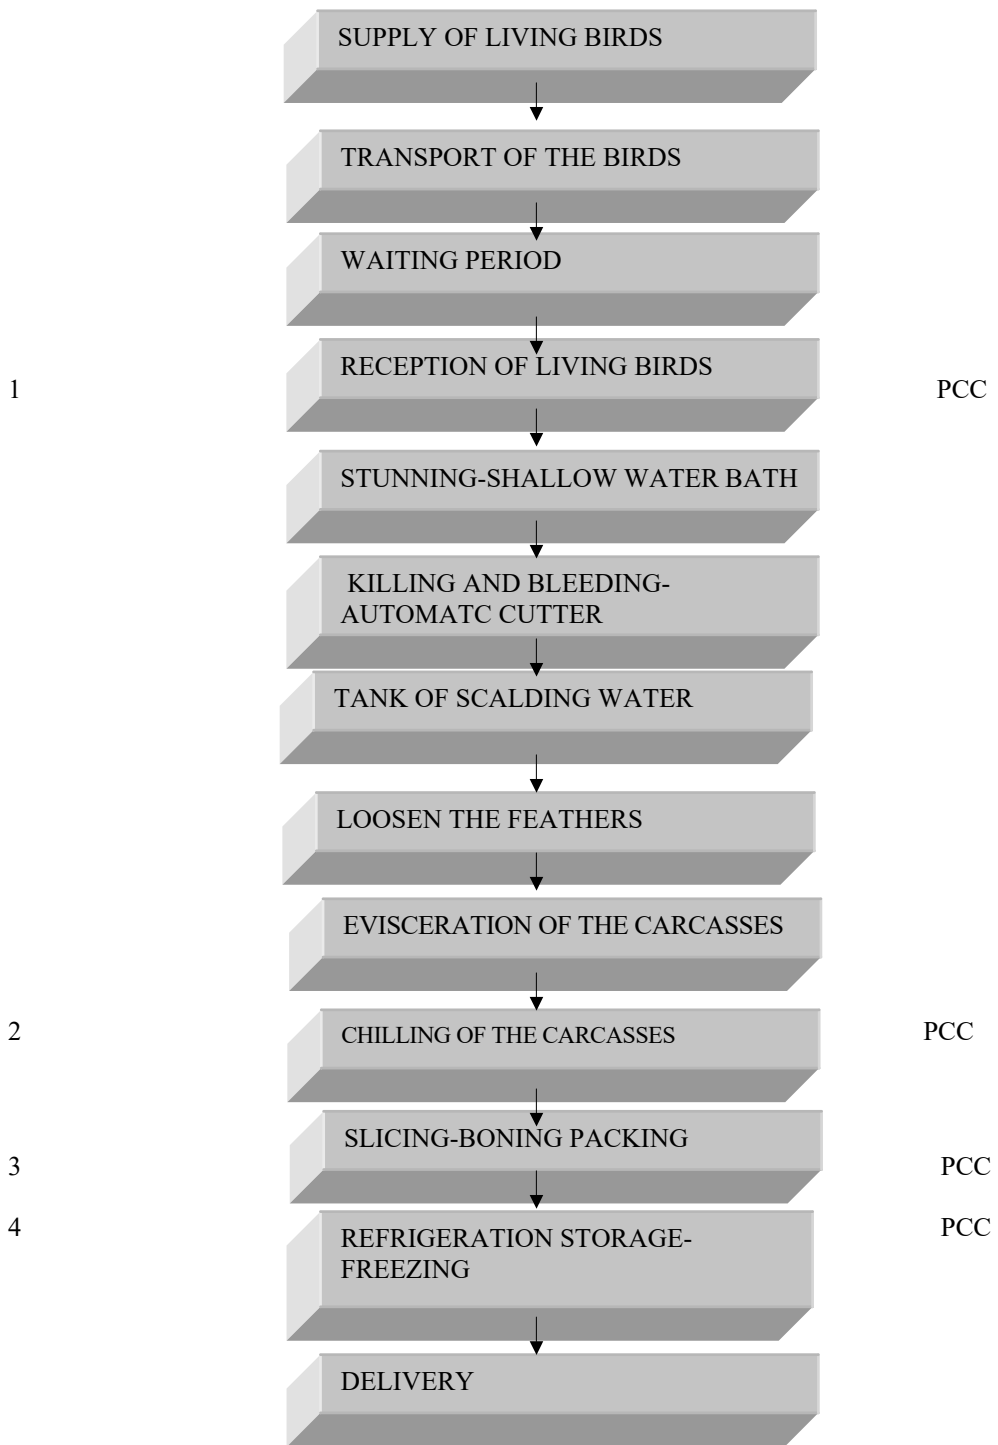 SUPPLY OF LIVING BIRDS
TRANSPORT OF THE BIRDS
WAITING PERIOD
RECEPTION OF LIVING BIRDS
1 PCC
STUNNING-SHALLOW WATER BATH
KILLING AND BLEEDING-
AUTOMATC CUTTER
TANK OF SCALDING WATER
LOOSEN THE FEATHERS
EVISCERATION OF THE CARCASSES
2 CHILLING OF THE CARCASSES PCC
SLICING-BONING PACKING
3 PCC
4 PCC
REFRIGERATION STORAGE-
FREEZING
DELIVERY